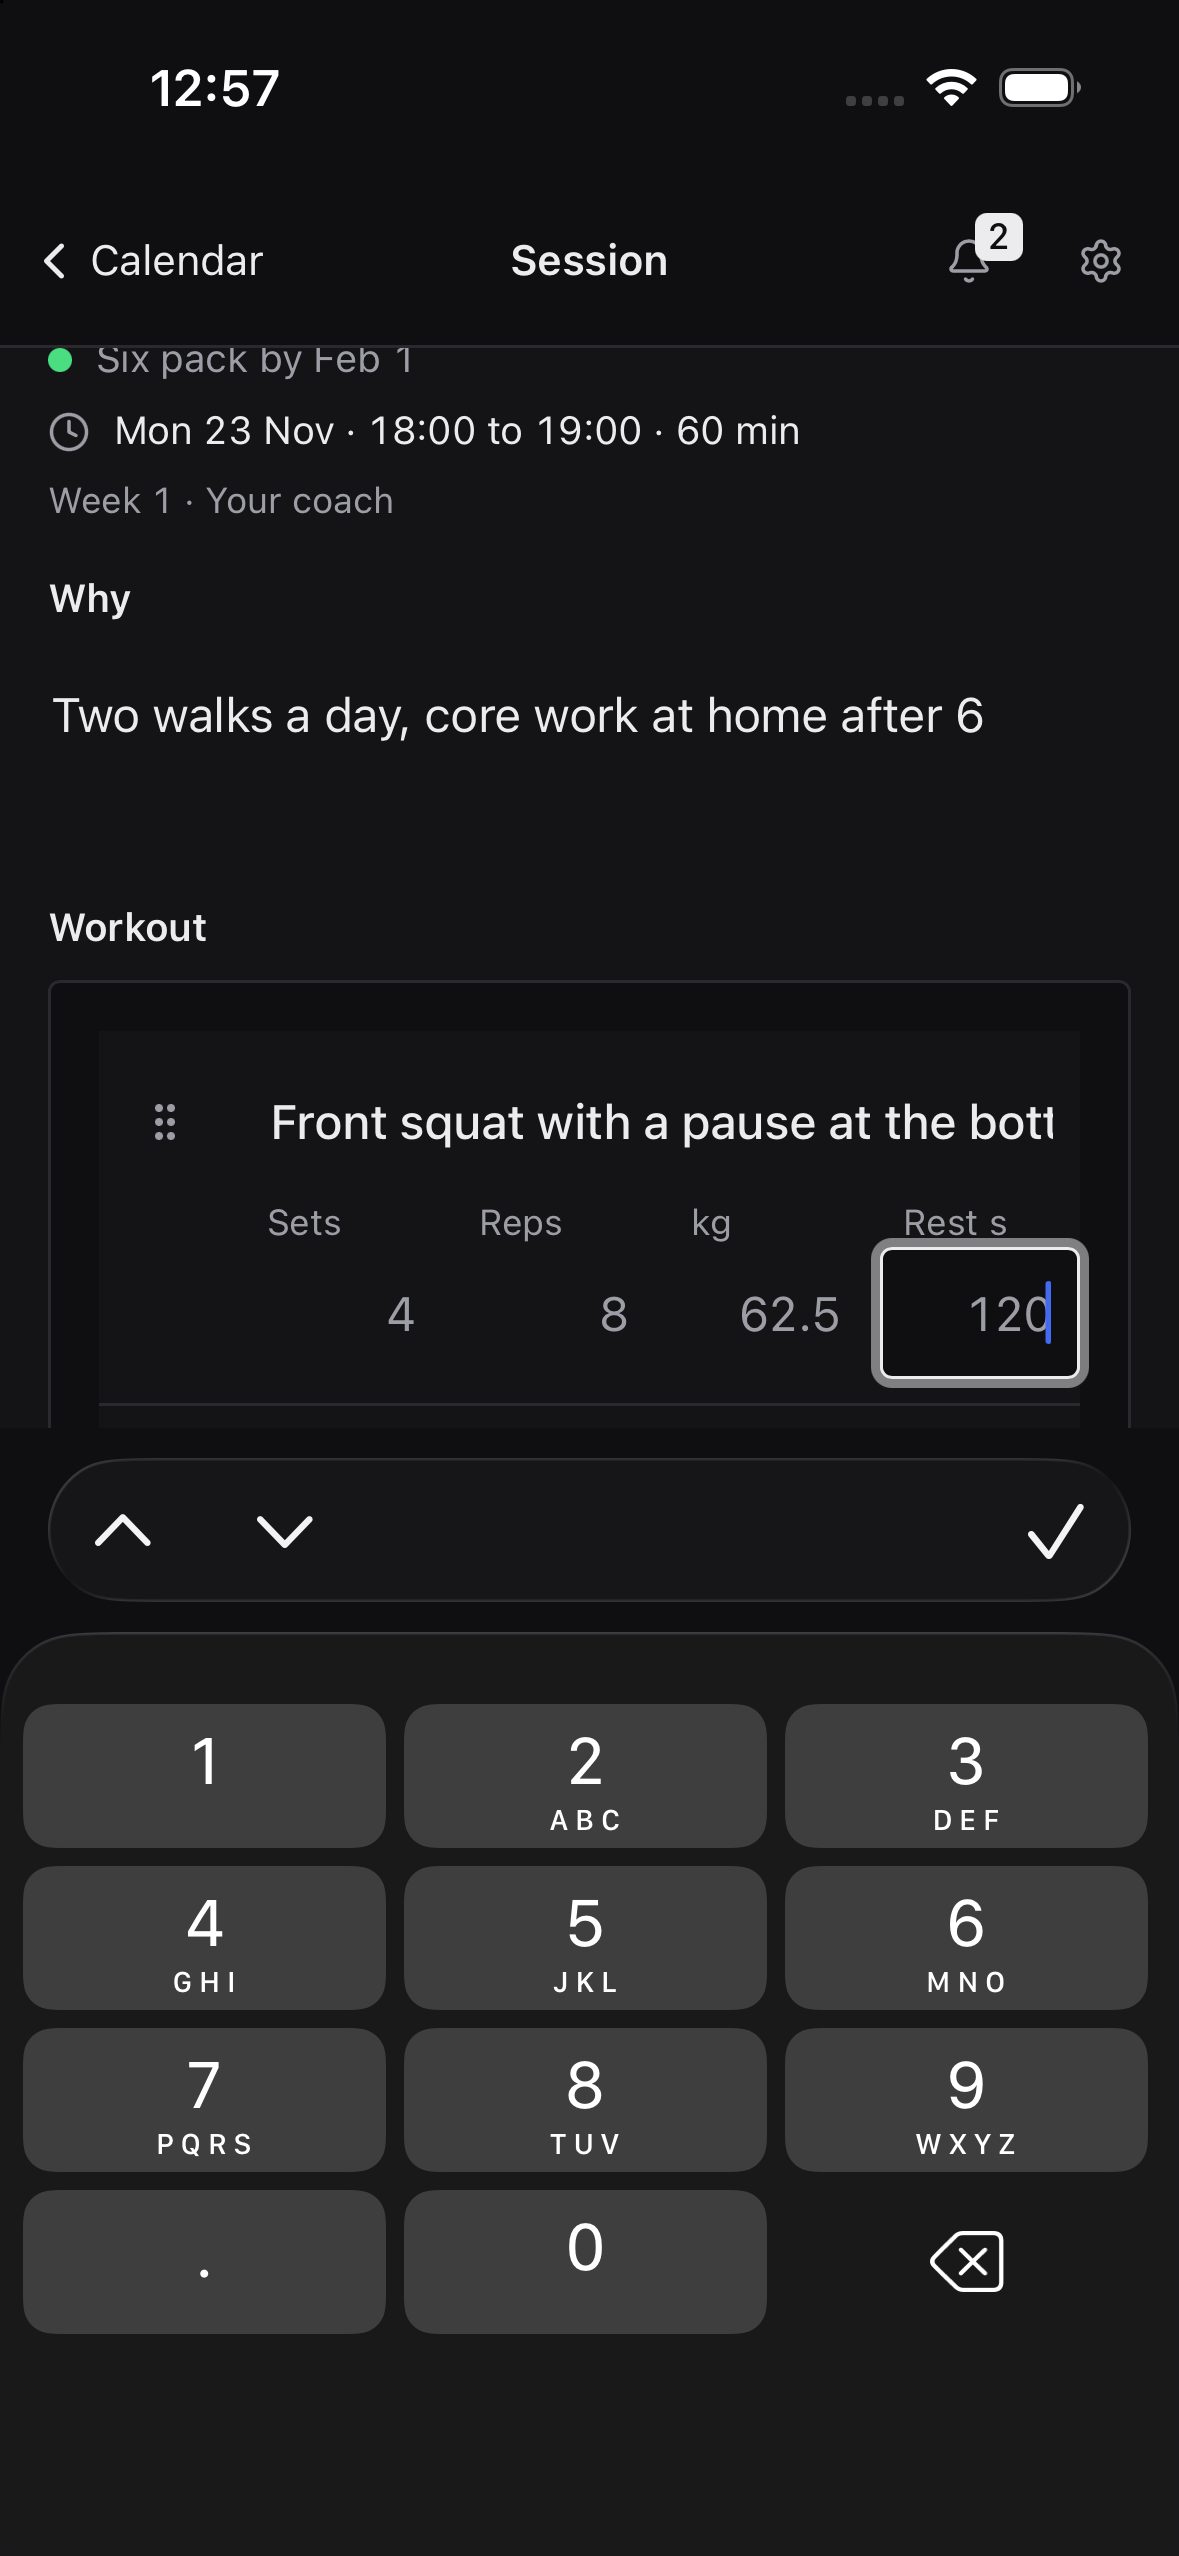 12:57
Calendar
Session
2
Six pack by Feb 1
Mon 23 Nov · 18:00 to 19:00 · 60 min
Week 1 · Your coach
Why
Two walks a day, core work at home after 6
Workout
Front squat with a pause at the bott
Sets Reps kg Rest s
4 8 62.5 120
1 2 3
ABC DEF
4 5 6
GHI JKL MNO
7 8 9
PQRS TUV WXYZ
. 0